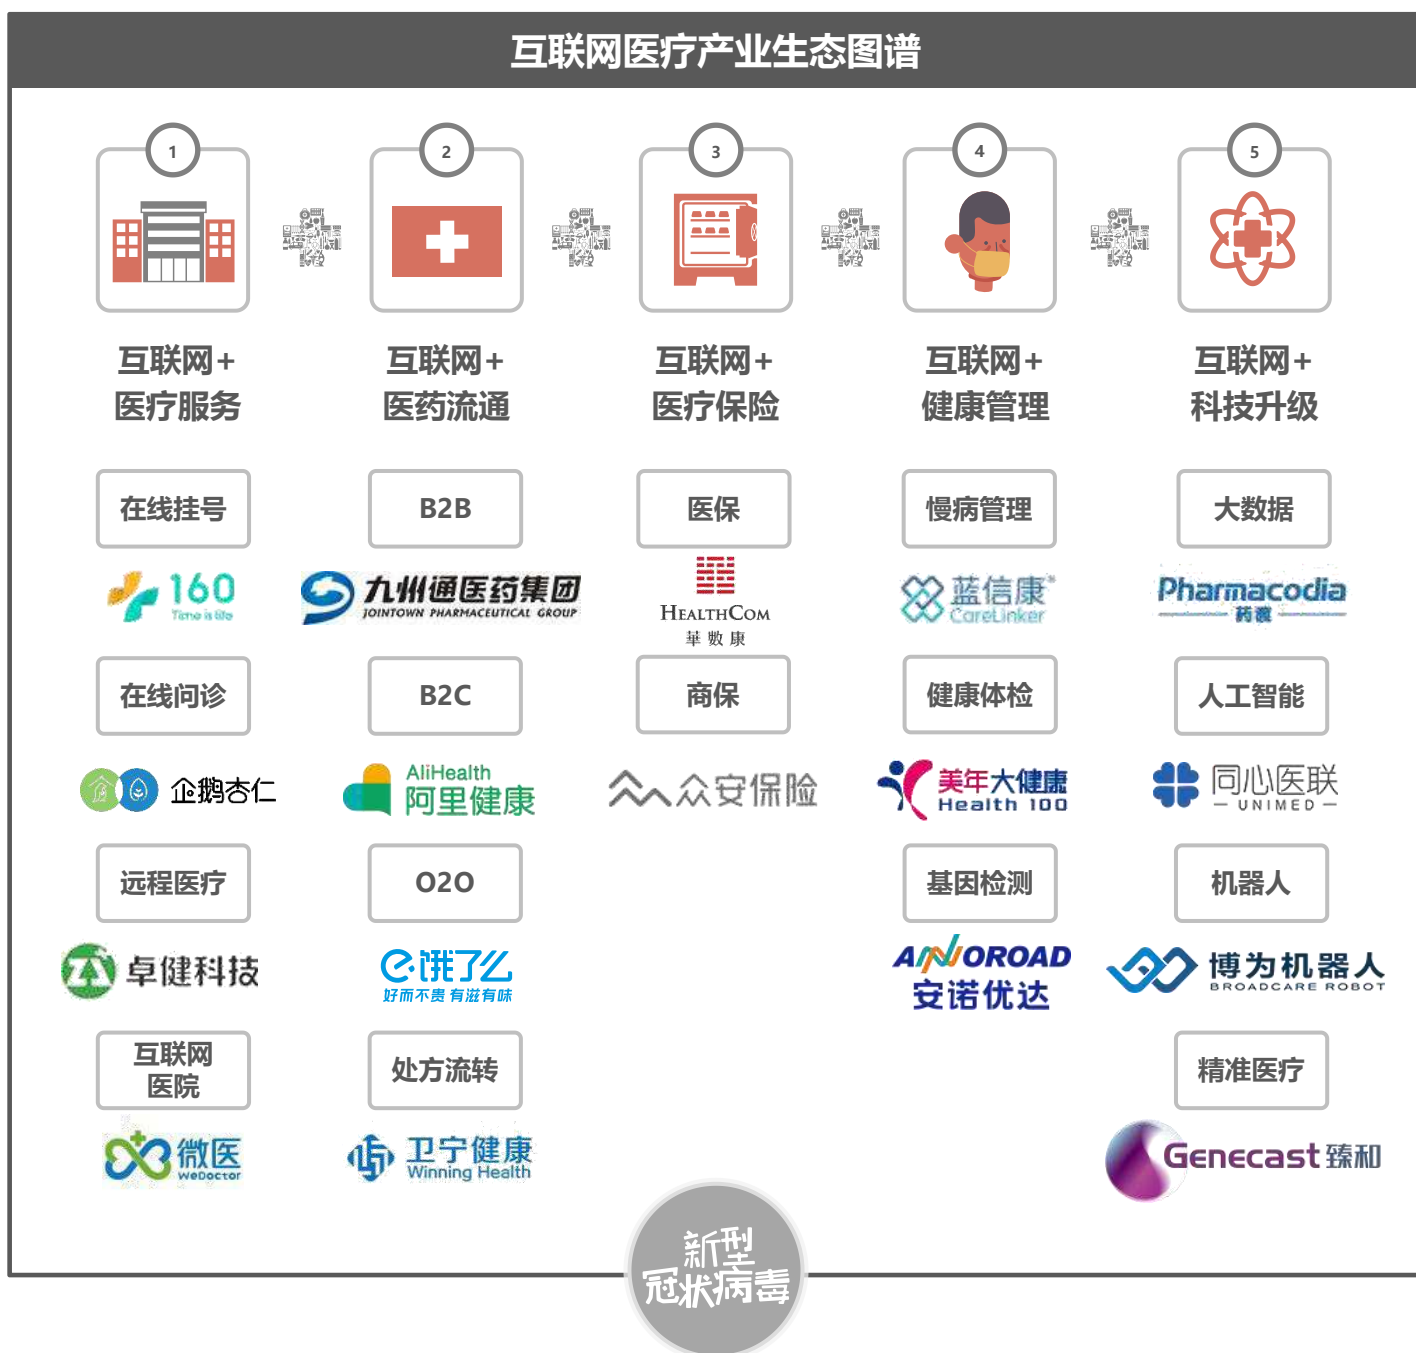 互联网医疗产业生态图谱
1
互联网+
医疗服务
在线挂号
160
Time is life
在线问诊
企鹅杏仁
远程医疗
卓健科技
互联网
医院
微医
WeDoctor
2
互联网+
医药流通
B2B
九州通医药集团
JOINTOWN PHARMACEUTICAL GROUP
B2C
AliHealth
阿里健康
O2O
饿了么
好而不贵 有滋有味
处方流转
卫宁健康
Winning Health
3
互联网+
医疗保险
医保
HEALTHCOM
華數康
商保
众安保险
4
互联网+
健康管理
慢病管理
蓝信康®
CareLinker
健康体检
美年大健康
Health 100
基因检测
ANNOROAD
安诺优达
5
互联网+
科技升级
大数据
Pharmacodia
药渡
人工智能
同心医联
UNIMED
机器人
博为机器人
BROADCARE ROBOT
精准医疗
Genecast 臻和
新型
冠状病毒